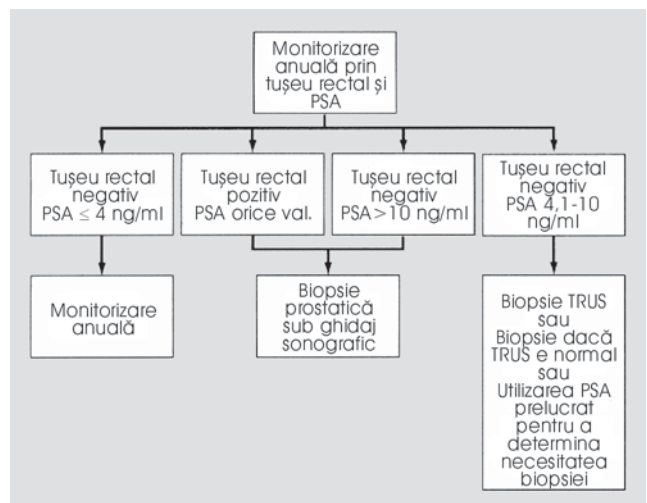 Monitorizare
anuală prin
tușeu rectal și
PSA
Tușeu rectal
negativ
PSA ≤ 4 ng/ml
Tușeu rectal
pozitiv
PSA orice val.
Tușeu rectal
negativ
PSA>10 ng/ml
Tușeu rectal
negativ
PSA 4,1-10
ng/ml
Monitorizare
anuală
Biopsie
prostatică
sub ghidaj
sonografic
Biopsie TRUS
sau
Biopsie dacă
TRUS e normal
sau
Utilizarea PSA
prelucrat
pentru a
determina
necesitatea
biopsiei